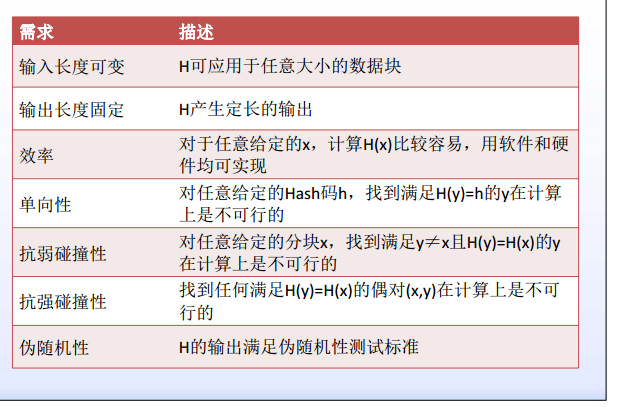 需求 描述
输入长度可变 H可应用于任意大小的数据块
输出长度固定 H产生定长的输出
效率 对于任意给定的x，计算H(x)比较容易，用软件和硬
件均可实现
单向性 对任意给定的Hash码h，找到满足H(y)=h的y在计算
上是不可行的
抗弱碰撞性 对任意给定的分块x，找到满足y≠x且H(y)=H(x)的y
在计算上是不可行的
抗强碰撞性 找到任何满足H(y)=H(x)的偶对(x,y)在计算上是不可
行的
伪随机性 H的输出满足伪随机性测试标准